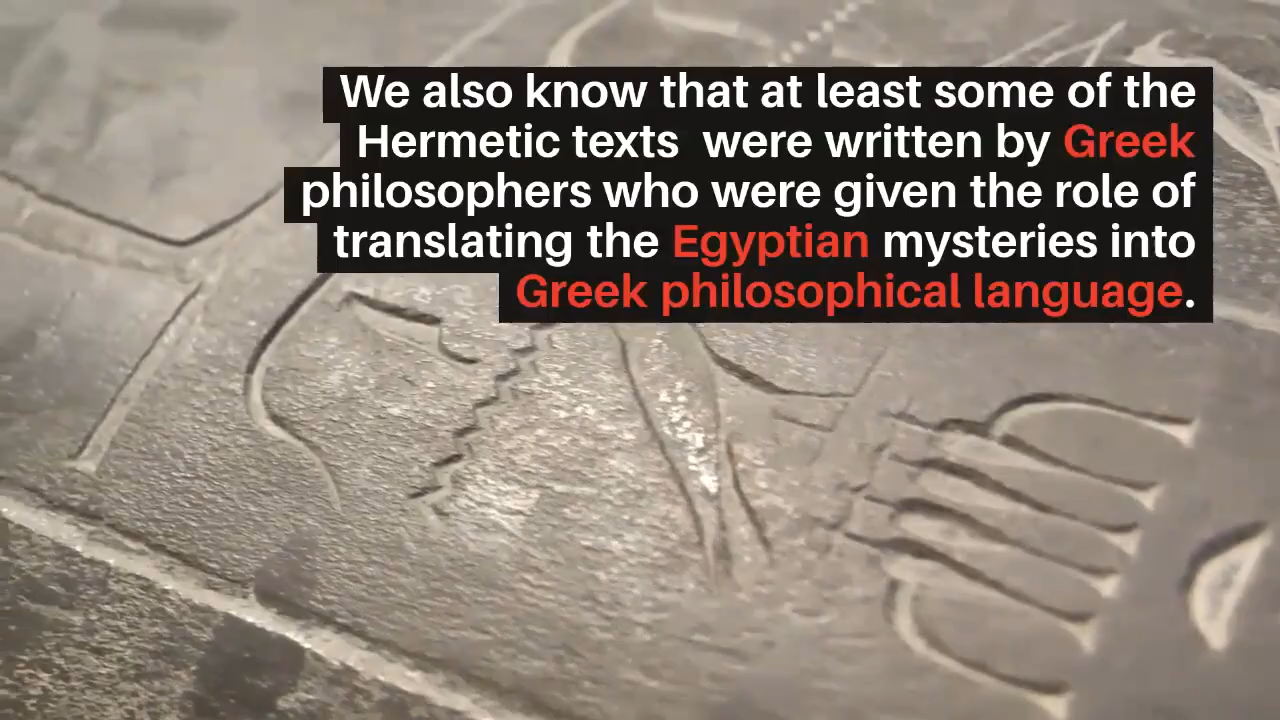 We also know that at least some of the
Hermetic texts  were written by Greek
philosophers who were given the role of
translating the Egyptian mysteries into
Greek philosophical language.